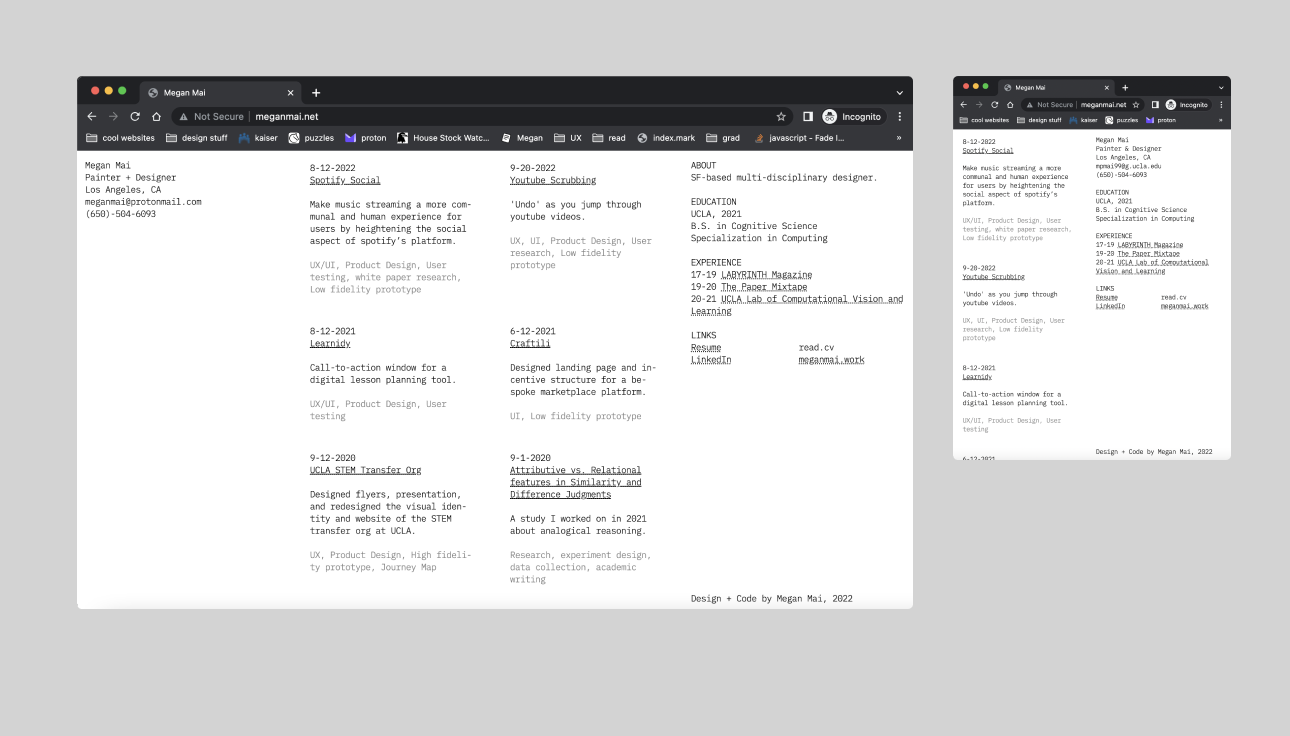 Megan Mai
Not Secure | meganmai.net
Incognito
cool websites
design stuff
kaiser
puzzles
proton
House Stock Watc...
Megan
UX
read
index.mark
grad
javascript - Fade I...
»
Megan Mai
Painter + Designer
Los Angeles, CA
meganmai@protonmail.com
(650)-504-6093
8-12-2022
Spotify Social
Make music streaming a more com-
munal and human experience for
users by heightening the social
aspect of spotify's platform.
UX/UI, Product Design, User
testing, white paper research,
Low fidelity prototype
9-20-2022
Youtube Scrubbing
'Undo' as you jump through
youtube videos.
UX, UI, Product Design, User
research, Low fidelity
prototype
8-12-2021
Learnidy
Call-to-action window for a
digital lesson planning tool.
UX/UI, Product Design, User
testing
6-12-2021
Craftili
Designed landing page and in-
centive structure for a be-
spoke marketplace platform.
UI, Low fidelity prototype
9-12-2020
UCLA STEM Transfer Org
Designed flyers, presentation,
and redesigned the visual iden-
tity and website of the STEM
transfer org at UCLA.
UX, Product Design, High fideli-
ty prototype, Journey Map
9-1-2020
Attributive vs. Relational
features in Similarity and
Difference Judgments
A study I worked on in 2021
about analogical reasoning.
Research, experiment design,
data collection, academic
writing
ABOUT
SF-based multi-disciplinary designer.
EDUCATION
UCLA, 2021
B.S. in Cognitive Science
Specialization in Computing
EXPERIENCE
17-19 LABYRINTH Magazine
19-20 The Paper Mixtape
20-21 UCLA Lab of Computational Vision and
Learning
LINKS
Resume read.cv
LinkedIn meganmai.work
Design + Code by Megan Mai, 2022
Megan Mai
Not Secure | meganmai.net
Incognito
cool websites
design stuff
kaiser
puzzles
proton
»
8-12-2022
Spotify Social
Make music streaming a more
communal and human experience
for users by heightening the
social aspect of spotify's
platform.
UX/UI, Product Design, User
testing, white paper research,
Low fidelity prototype
9-20-2022
Youtube Scrubbing
'Undo' as you jump through
youtube videos.
UX, UI, Product Design, User
research, Low fidelity
prototype
8-12-2021
Learnidy
Call-to-action window for a
digital lesson planning tool.
UX/UI, Product Design, User
testing
6-12-2021
Megan Mai
Painter & Designer
Los Angeles, CA
mpmai99@g.ucla.edu
(650)-504-6093
EDUCATION
UCLA, 2021
B.S. in Cognitive Science
Specialization in Computing
EXPERIENCE
17-19 LABYRINTH Magazine
19-20 The Paper Mixtape
20-21 UCLA Lab of Computational
Vision and Learning
LINKS
Resume read.cv
LinkedIn meganmai.work
Design + Code by Megan Mai, 2022